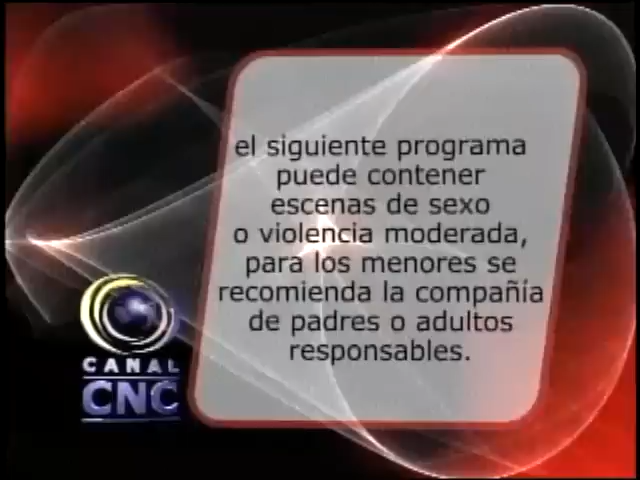 el siguiente programa
puede contener
escenas de sexo
o violencia moderada,
para los menores se
recomienda la compañia
de padres o adultos
responsables.
CANAL
CNC